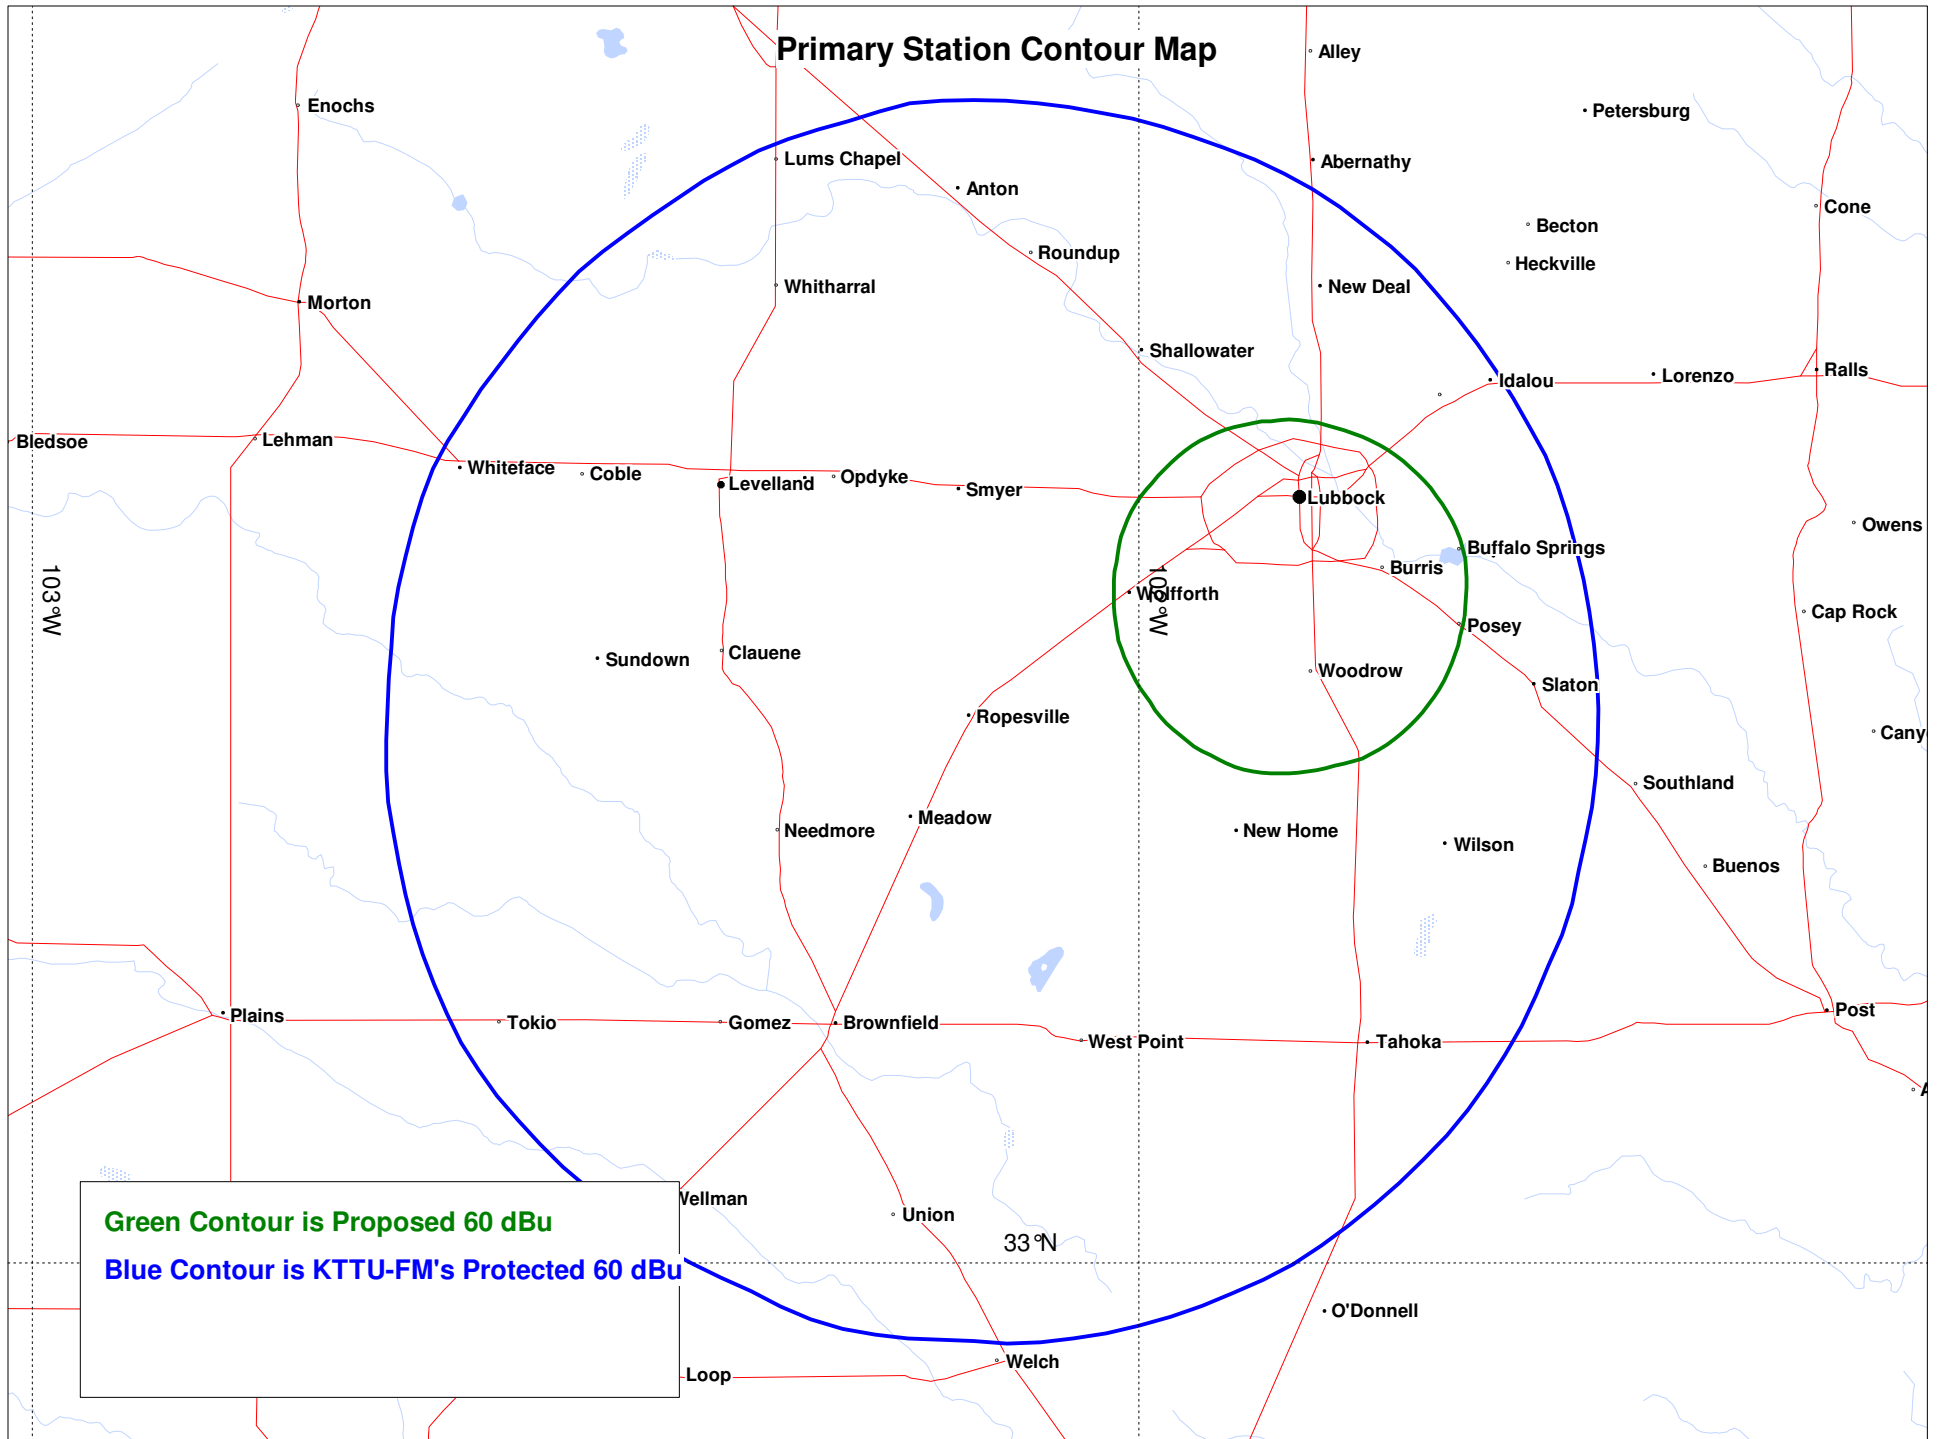 Primary Station Contour Map
Alley
Enochs
Petersburg
Lums Chapel
Abernathy
Anton
Cone
Becton
Roundup
Heckville
Whitharral
New Deal
Morton
Shallowater
Ralls
Lorenzo
Idalou
Bledsoe
Lehman
Whiteface
Coble
Opdyke
Levelland
Smyer
Lubbock
Owens
Buffalo Springs
Burris
103°W
102°W
Wolfforth
Cap Rock
Posey
Clauene
Sundown
Woodrow
Slaton
Ropesville
Cany
Southland
Meadow
Needmore
New Home
Wilson
Buenos
Post
Plains
Tokio
Gomez
Brownfield
West Point
Tahoka
A
Wellman
Union
Green Contour is Proposed 60 dBu
33°N
Blue Contour is KTTU-FM's Protected 60 dBu
O'Donnell
Welch
Loop